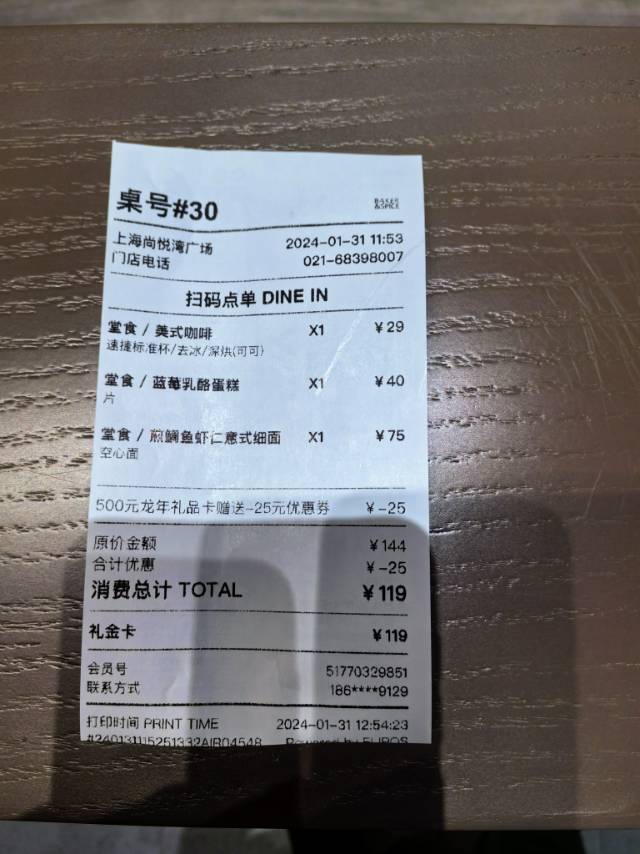 桌号#30
BAKER
&SPICE
上海尚悦湾广场 2024-01-31 11:53
门店电话 021-68398007
扫码点单 DINE IN
堂食 / 美式咖啡 X1 ¥29
速提标准杯/去冰/深烘(可可)
堂食 / 蓝莓乳酪蛋糕 X1 ¥40
片
堂食 / 煎鲷鱼虾仁意式细面 X1 ¥75
空心面
500元龙年礼品卡赠送-25元优惠券 ¥-25
原价金额 ¥144
合计优惠 ¥-25
消费总计 TOTAL ¥119
礼金卡 ¥119
会员号 51770329851
联系方式 186****9129
打印时间 PRINT TIME 2024-01-31 12:54:23
Powered by